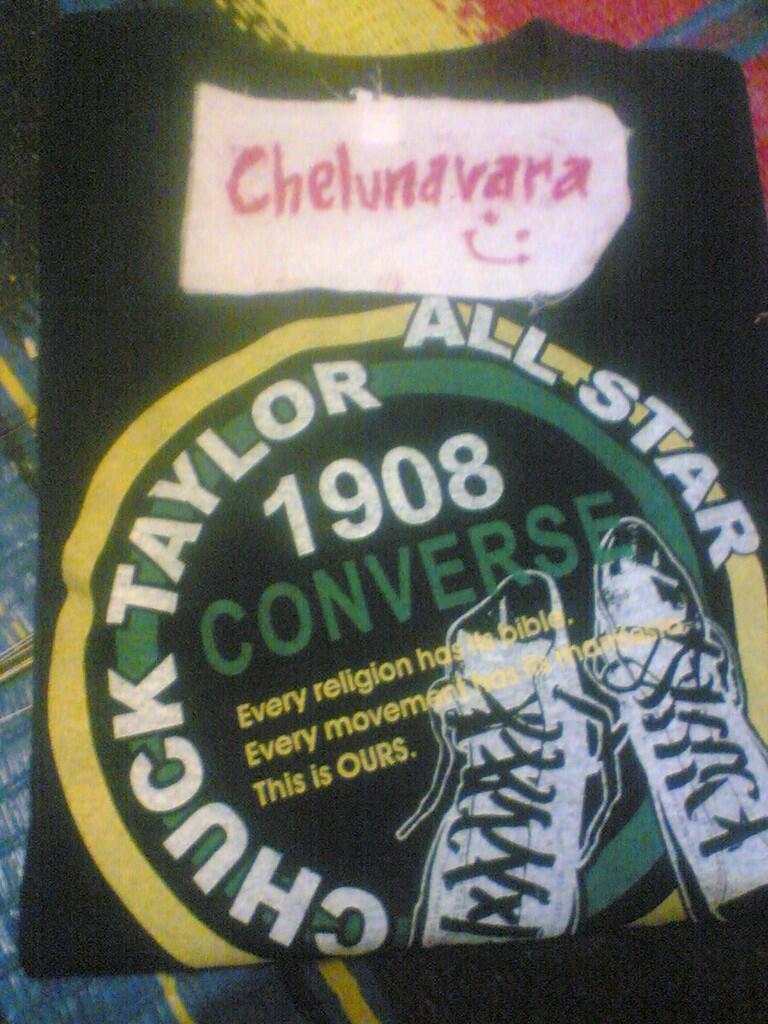 Chelunavara
CHUCK TAYLOR ALL STAR
1908
CONVERSE
Every religion has its bible.
Every movement has its manifesto.
This is OURS.